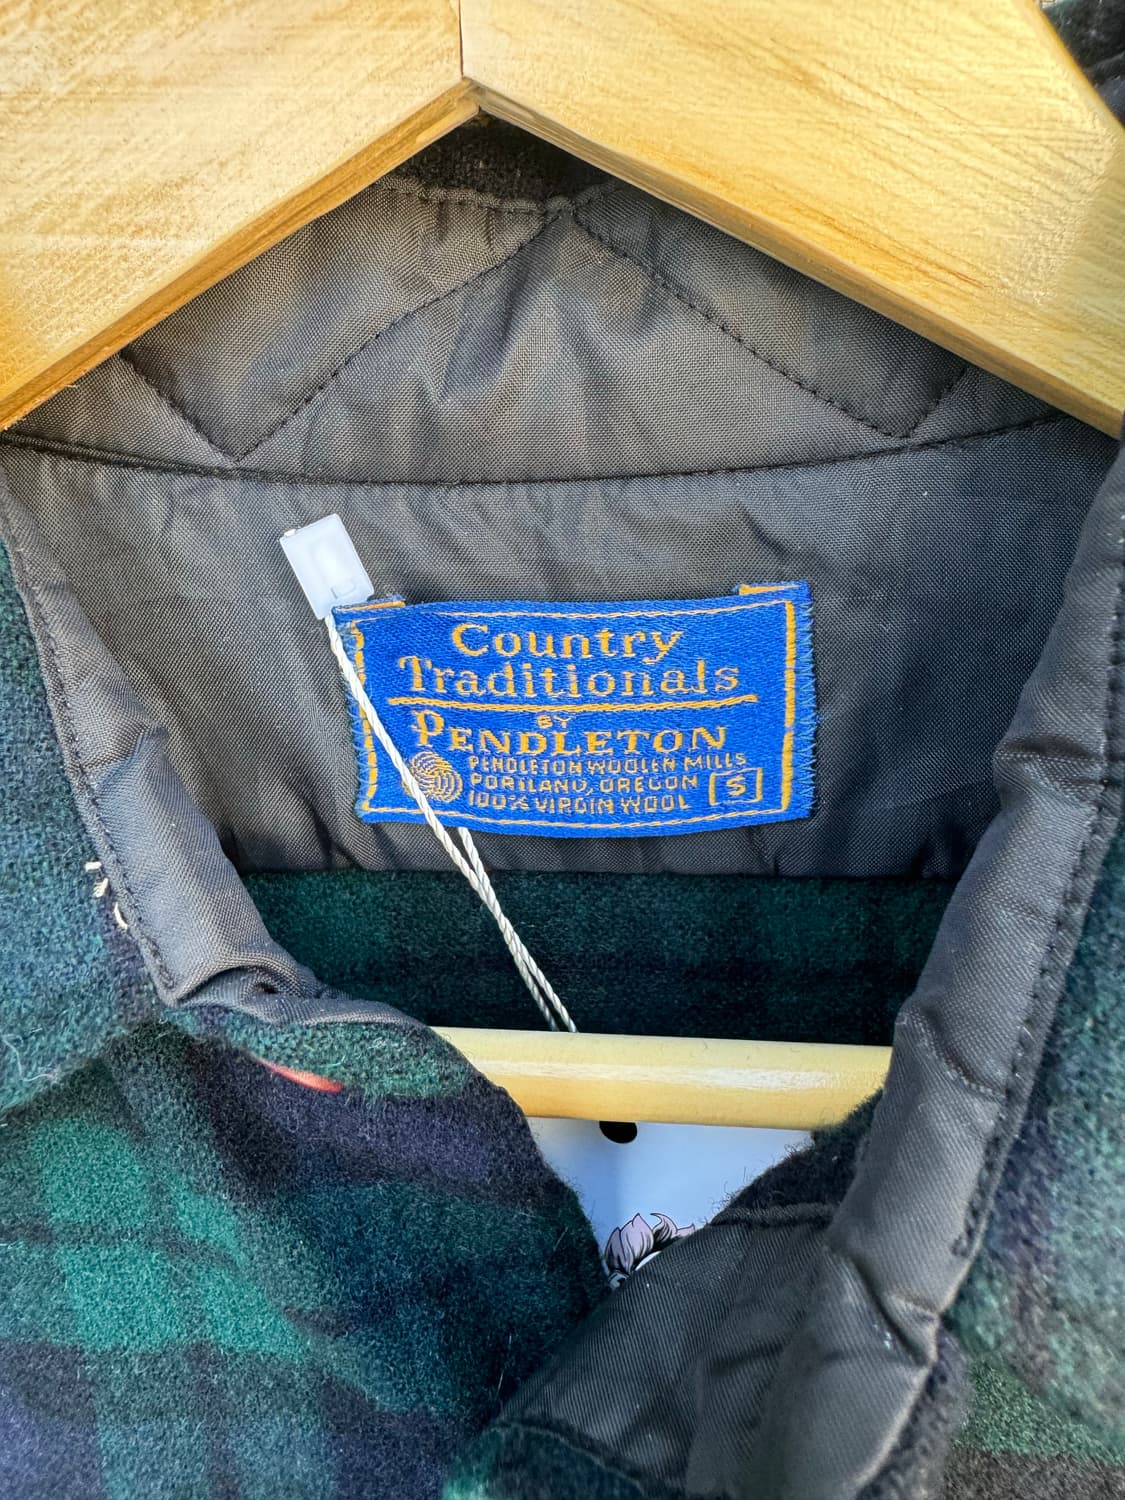 Country
Traditionals
BY
PENDLETON
PENDLETON WOOLEN MILLS
PORTLAND, OREGON
100% VIRGIN WOOL
S